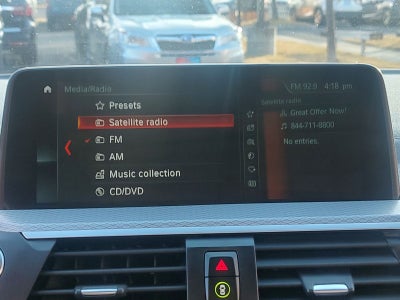 Media/Radio
FM 92.9 4:18 pm
Presets
Satellite radio
FM
AM
Music collection
CD/DVD
Satellite radio
Great Offer Now!
844-711-8800
No entries.